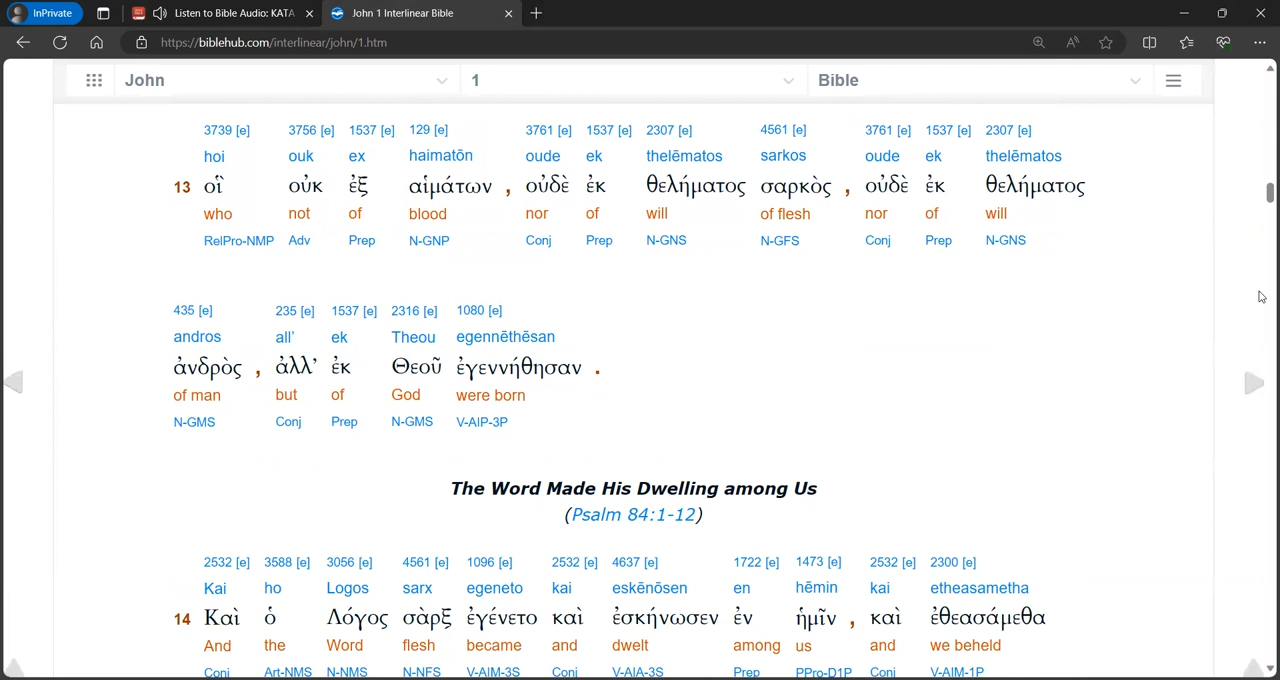 InPrivate Listen to Bible Audio: KATA John 1 Interlinear Bible
https://biblehub.com/interlinear/john/1.htm
John 1 Bible
3739 [e] 3756 [e] 1537 [e] 129 [e] 3761 [e] 1537 [e] 2307 [e] 4561 [e] 3761 [e] 1537 [e] 2307 [e]
hoi ouk ex haimatōn oude ek thelēmatos sarkos oude ek thelēmatos
13 οἳ οὐκ ἐξ αἱμάτων , οὐδὲ ἐκ θελήματος σαρκὸς , οὐδὲ ἐκ θελήματος
who not of blood nor of will of flesh nor of will
RelPro-NMP Adv Prep N-GNP Conj Prep N-GNS N-GFS Conj Prep N-GNS
435 [e] 235 [e] 1537 [e] 2316 [e] 1080 [e]
andros all’ ek Theou egennēthēsan
ἀνδρὸς , ἀλλ’ ἐκ Θεοῦ ἐγεννήθησαν .
of man but of God were born
N-GMS Conj Prep N-GMS V-AIP-3P
The Word Made His Dwelling among Us
(Psalm 84:1-12)
2532 [e] 3588 [e] 3056 [e] 4561 [e] 1096 [e] 2532 [e] 4637 [e] 1722 [e] 1473 [e] 2532 [e] 2300 [e]
Kai ho Logos sarx egeneto kai eskēnōsen en hēmin kai etheasametha
14 Καὶ ὁ Λόγος σὰρξ ἐγένετο καὶ ἐσκήνωσεν ἐν ἡμῖν , καὶ ἐθεασάμεθα
And the Word flesh became and dwelt among us and we beheld
Conj Art-NMS N-NMS N-NFS V-AIM-3S Conj V-AIA-3S Prep PPro-D1P Conj V-AIM-1P